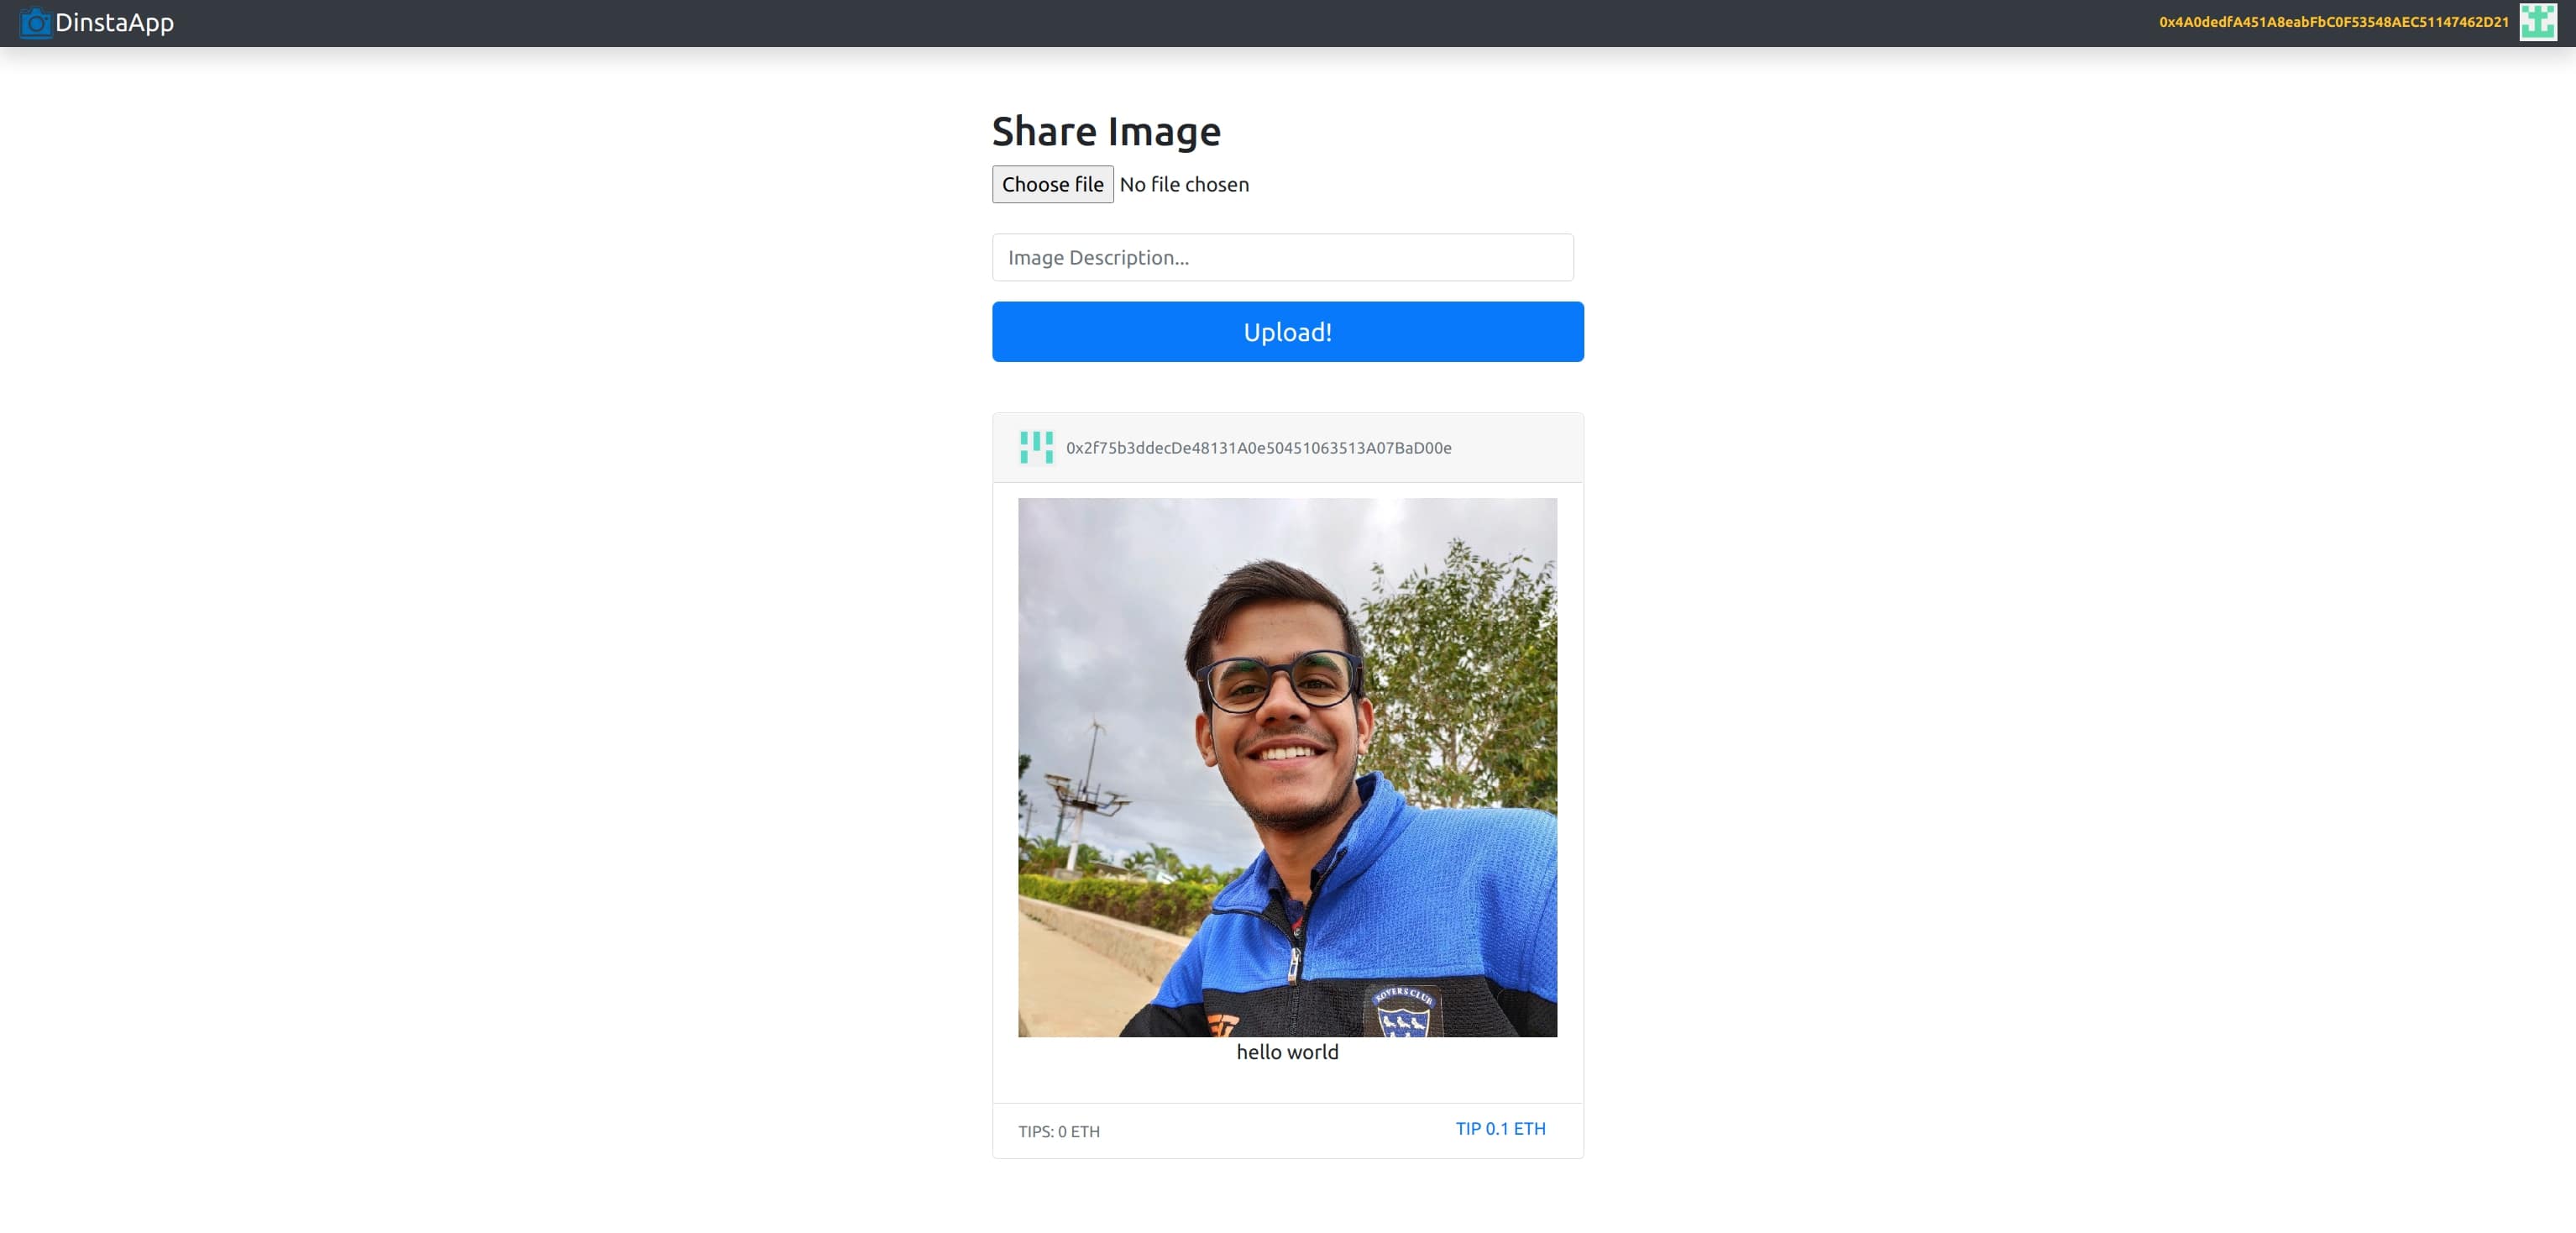 DinstaApp
0x4A0dedfA451A8eabFbC0F53548AEC51147462D21
Share Image
Choose file No file chosen
Image Description...
Upload!
0x2f75b3ddecDe48131A0e50451063513A07BaD00e
ROVERS CLUB
hello world
TIPS: 0 ETH
TIP 0.1 ETH